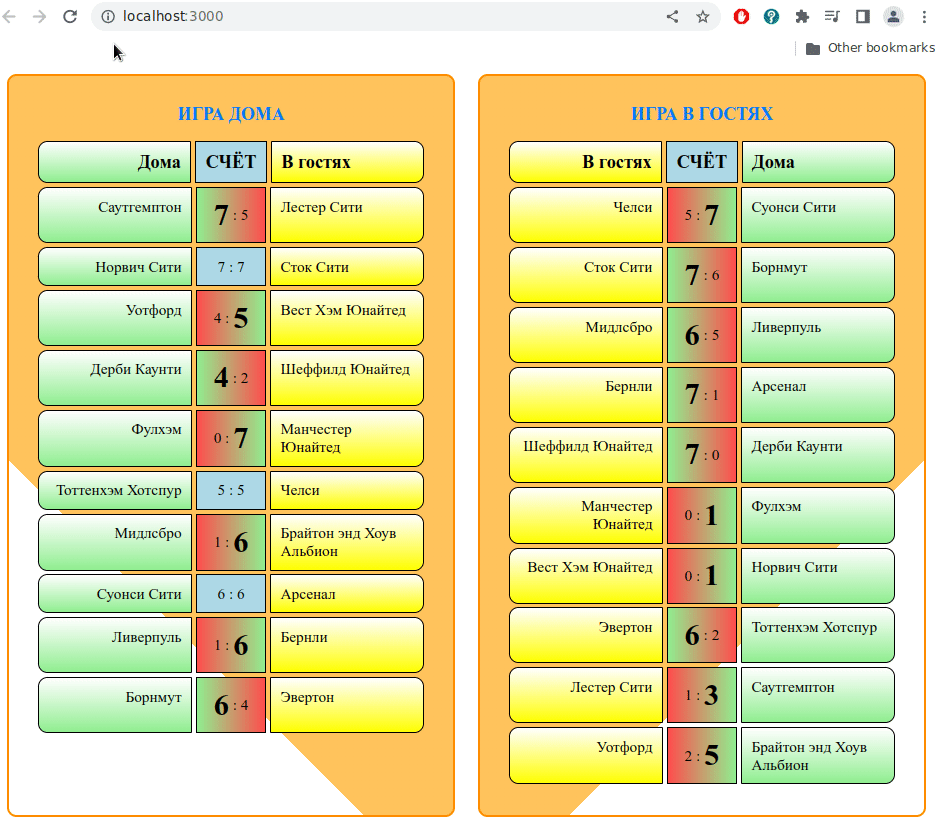 localhost:3000
Other bookmarks
ИГРА ДОМА
Дома СЧЁТ В гостях
Саутгемптон 7 : 5 Лестер Сити
Норвич Сити 7 : 7 Сток Сити
Уотфорд 4 : 5 Вест Хэм Юнайтед
Дерби Каунти 4 : 2 Шеффилд Юнайтед
Фулхэм 0 : 7 Манчестер
Юнайтед
Тоттенхэм Хотспур 5 : 5 Челси
Мидлсбро 1 : 6 Брайтон энд Хоув
Альбион
Суонси Сити 6 : 6 Арсенал
Ливерпуль 1 : 6 Бернли
Борнмут 6 : 4 Эвертон
ИГРА В ГОСТЯХ
В гостях СЧЁТ Дома
Челси 5 : 7 Суонси Сити
Сток Сити 7 : 6 Борнмут
Мидлсбро 6 : 5 Ливерпуль
Бернли 7 : 1 Арсенал
Шеффилд Юнайтед 7 : 0 Дерби Каунти
Манчестер 0 : 1 Фулхэм
Юнайтед
Вест Хэм Юнайтед 0 : 1 Норвич Сити
Эвертон 6 : 2 Тоттенхэм Хотспур
Лестер Сити 1 : 3 Саутгемптон
Уотфорд 2 : 5 Брайтон энд Хоув
Альбион